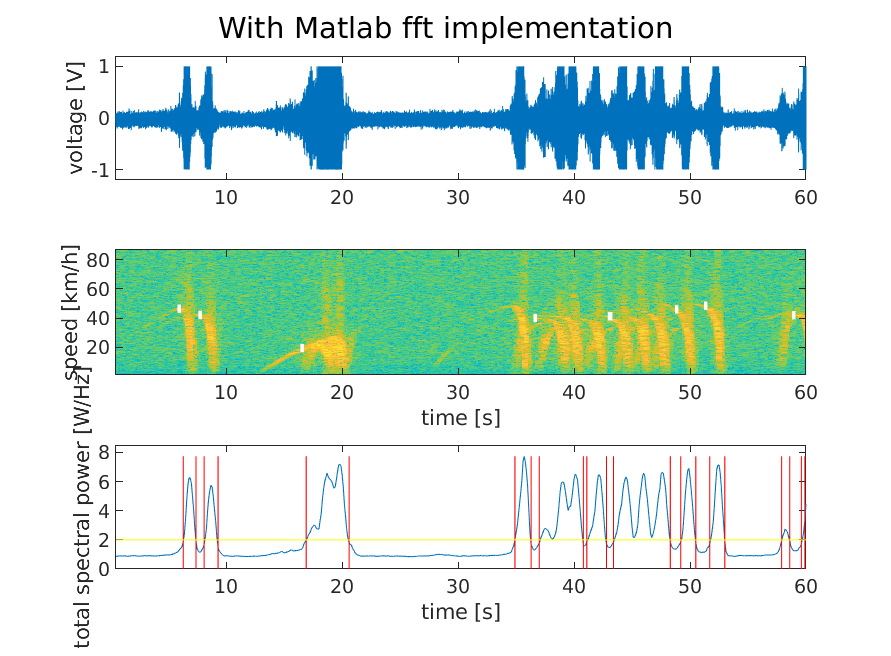 With Matlab fft implementation
voltage [V]
1
0
-1
10 20 30 40 50 60
speed [km/h]
80
60
40
20
10 20 30 40 50 60
time [s]
total spectral power [W/Hz]
8
6
4
2
0
10 20 30 40 50 60
time [s]